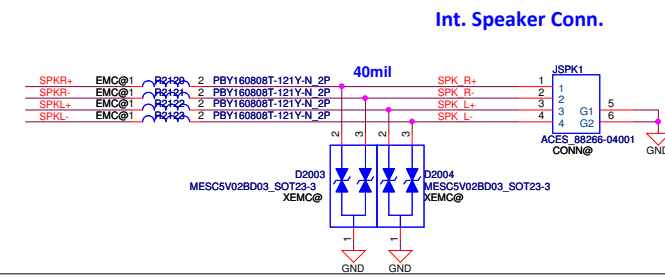 Int. Speaker Conn.
40mil
JSPK1
SPKR+ EMC@1 R2120 2 PBY160808T-121Y-N_2P SPK_R+ 1 1
SPKR- EMC@1 R2121 2 PBY160808T-121Y-N_2P SPK_R- 2 2
SPKL+ EMC@1 R2122 2 PBY160808T-121Y-N_2P SPK_L+ 3 3 G1 5
SPKL- EMC@1 R2123 2 PBY160808T-121Y-N_2P SPK_L- 4 4 G2 6
ACES_88266-04001
CONN@
GND
2 3 2 3
D2003 D2004
MESC5V02BD03_SOT23-3 MESC5V02BD03_SOT23-3
XEMC@ XEMC@
1 1
GND GND